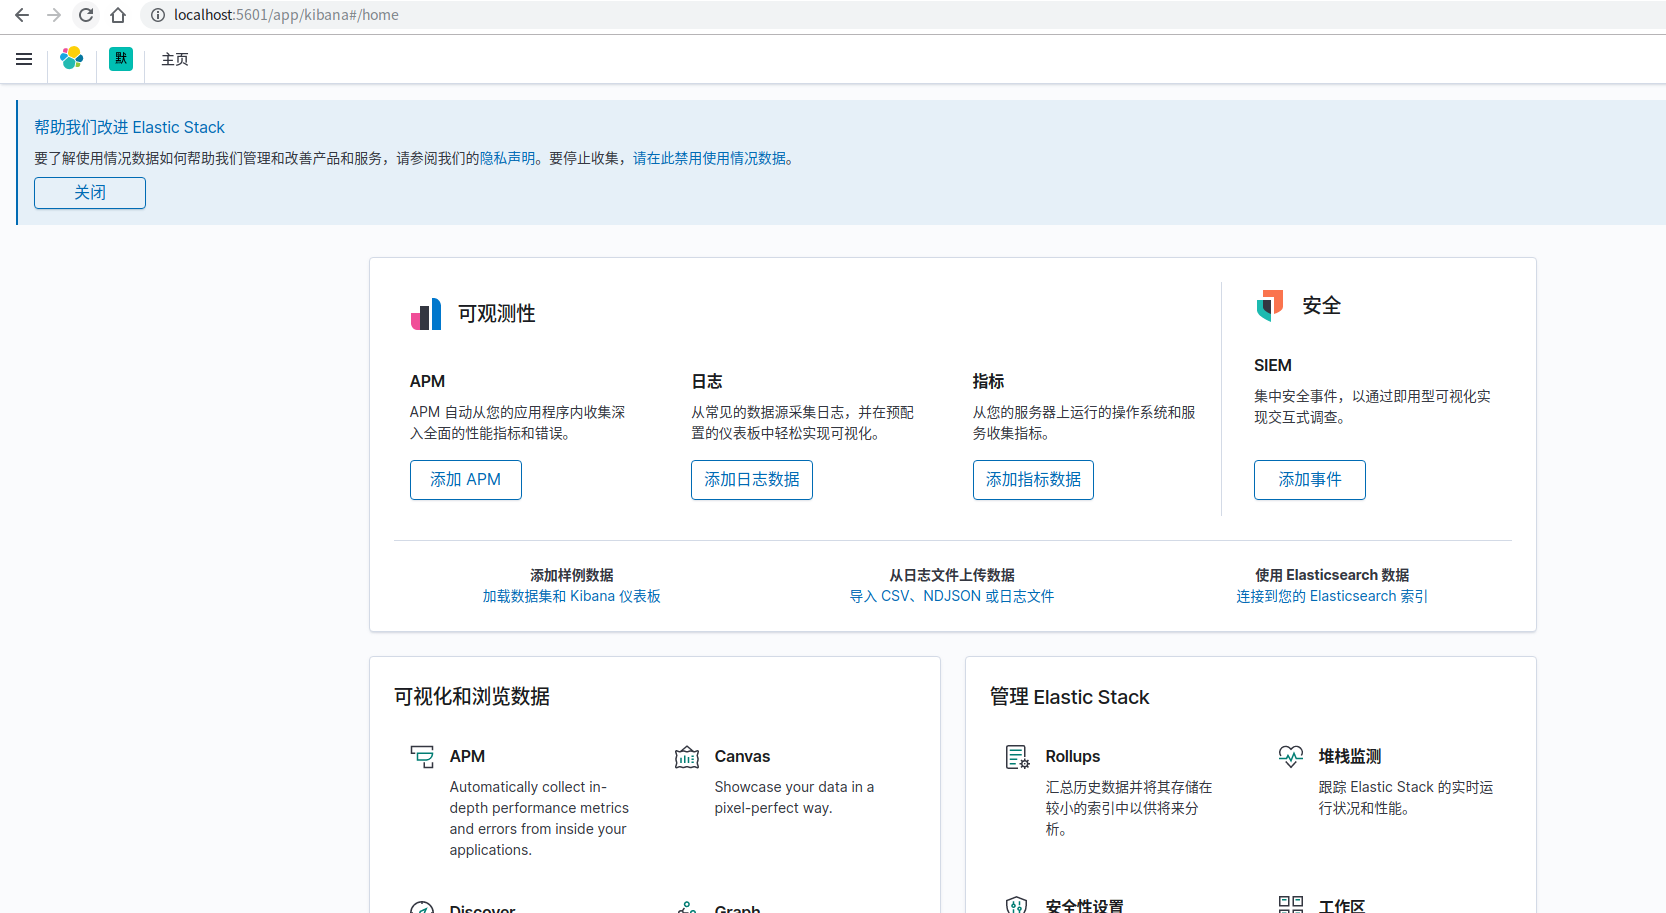 localhost:5601/app/kibana#/home
默
主页
帮助我们改进 Elastic Stack
要了解使用情况数据如何帮助我们管理和改善产品和服务，请参阅我们的隐私声明。要停止收集，请在此禁用使用情况数据。
关闭
可观测性
APM
APM 自动从您的应用程序内收集深
入全面的性能指标和错误。
添加 APM
日志
从常见的数据源采集日志，并在预配
置的仪表板中轻松实现可视化。
添加日志数据
指标
从您的服务器上运行的操作系统和服
务收集指标。
添加指标数据
安全
SIEM
集中安全事件，以通过即用型可视化实
现交互式调查。
添加事件
添加样例数据
加载数据集和 Kibana 仪表板
从日志文件上传数据
导入 CSV、NDJSON 或日志文件
使用 Elasticsearch 数据
连接到您的 Elasticsearch 索引
可视化和浏览数据
APM
Automatically collect in-
depth performance metrics
and errors from inside your
applications.
Canvas
Showcase your data in a
pixel-perfect way.
Discover
Graph
管理 Elastic Stack
Rollups
汇总历史数据并将其存储在
较小的索引中以供将来分
析。
堆栈监测
跟踪 Elastic Stack 的实时运
行状况和性能。
安全性设置
工作区